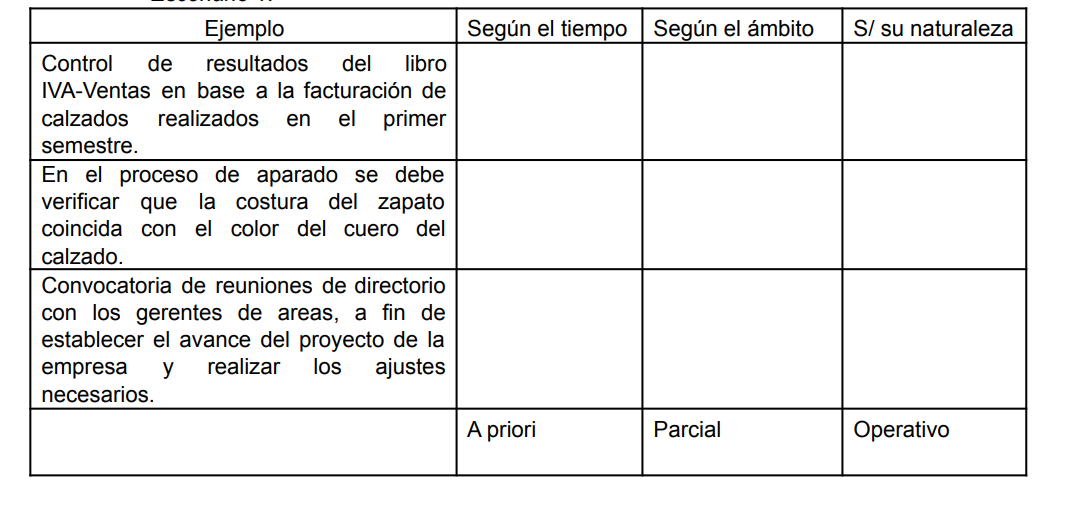 Ejemplo Según el tiempo Según el ámbito S/ su naturaleza
Control de resultados del libro
IVA-Ventas en base a la facturación de
calzados realizados en el primer
semestre.
En el proceso de aparado se debe
verificar que la costura del zapato
coincida con el color del cuero del
calzado.
Convocatoria de reuniones de directorio
con los gerentes de areas, a fin de
establecer el avance del proyecto de la
empresa y realizar los ajustes
necesarios.
A priori Parcial Operativo